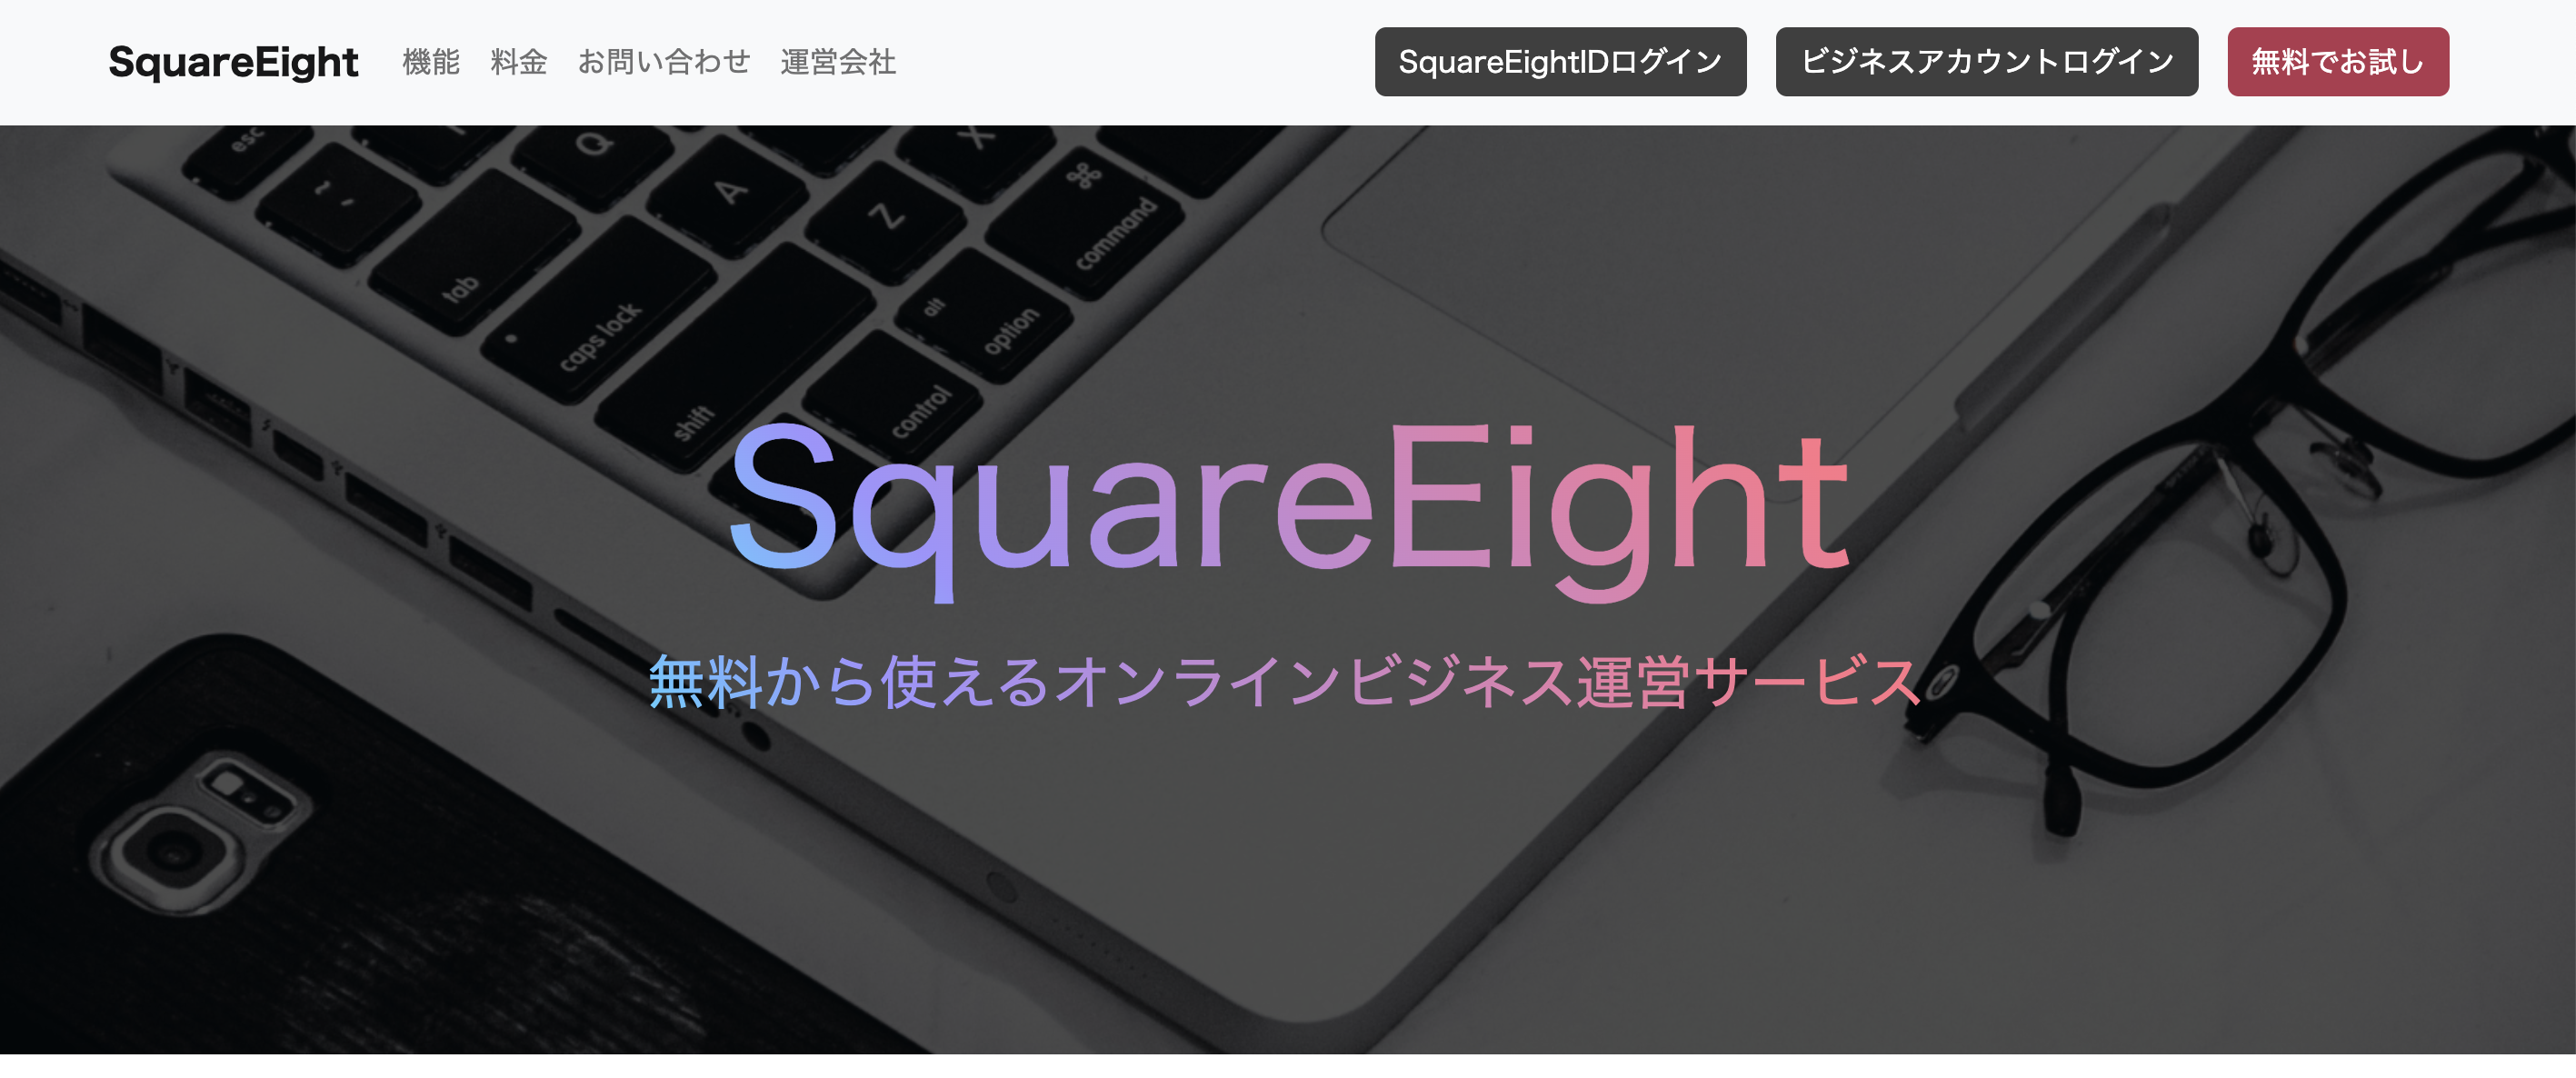 SquareEight 機能 料金 お問い合わせ 運営会社 SquareEightIDログイン ビジネスアカウントログイン 無料でお試し
esc
Q
A
Z
X
⌘
command
~
tab
caps lock
alt
option
shift
control
SquareEight
無料から使えるオンラインビジネス運営サービス